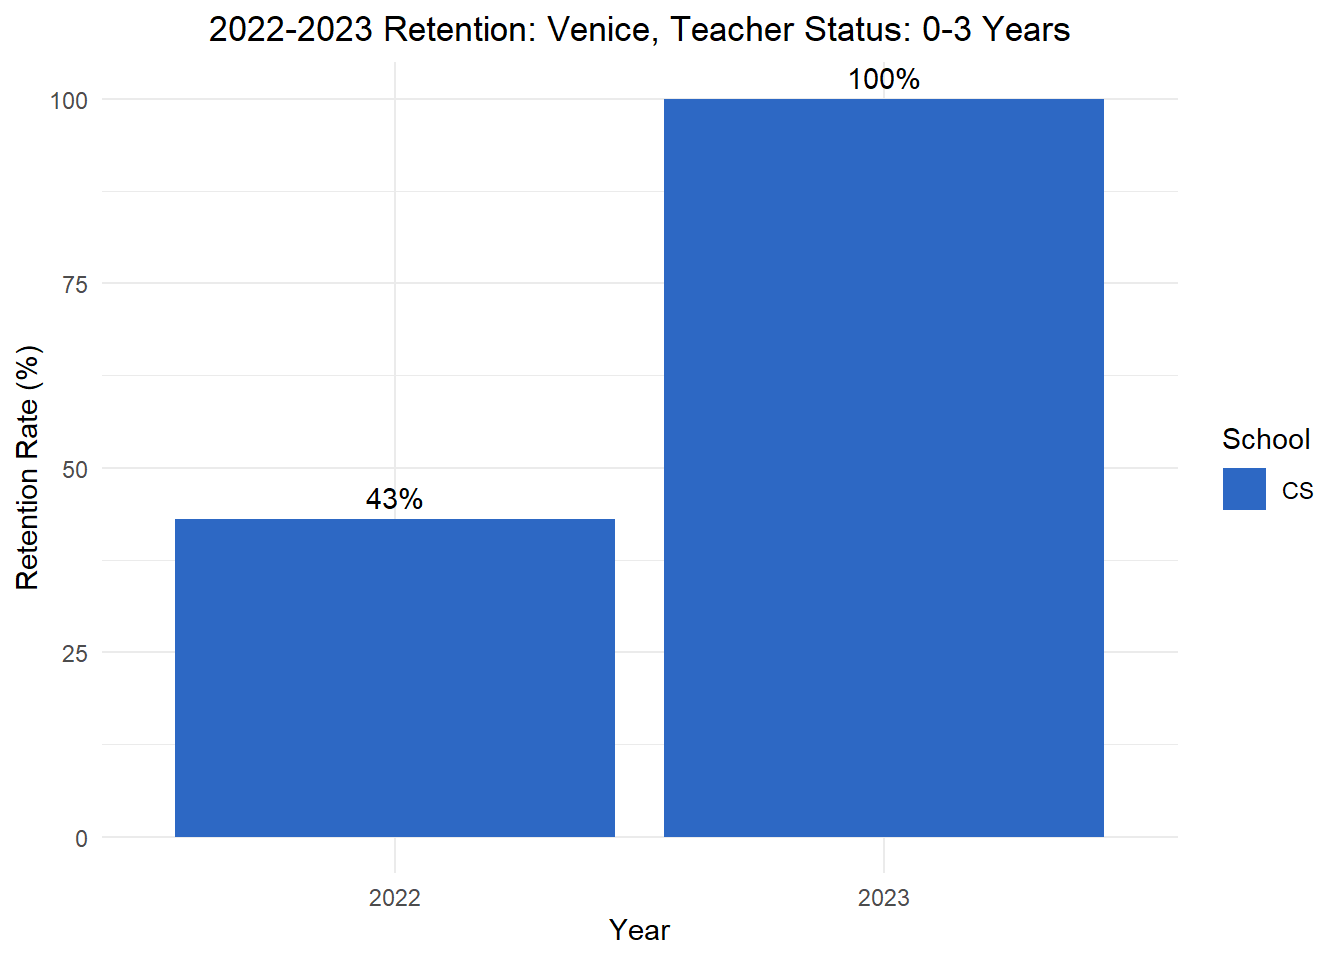 2022-2023 Retention: Venice, Teacher Status: 0-3 Years
100%
43%
100
75
50
25
0
Retention Rate (%)
2022
2023
Year
School
CS